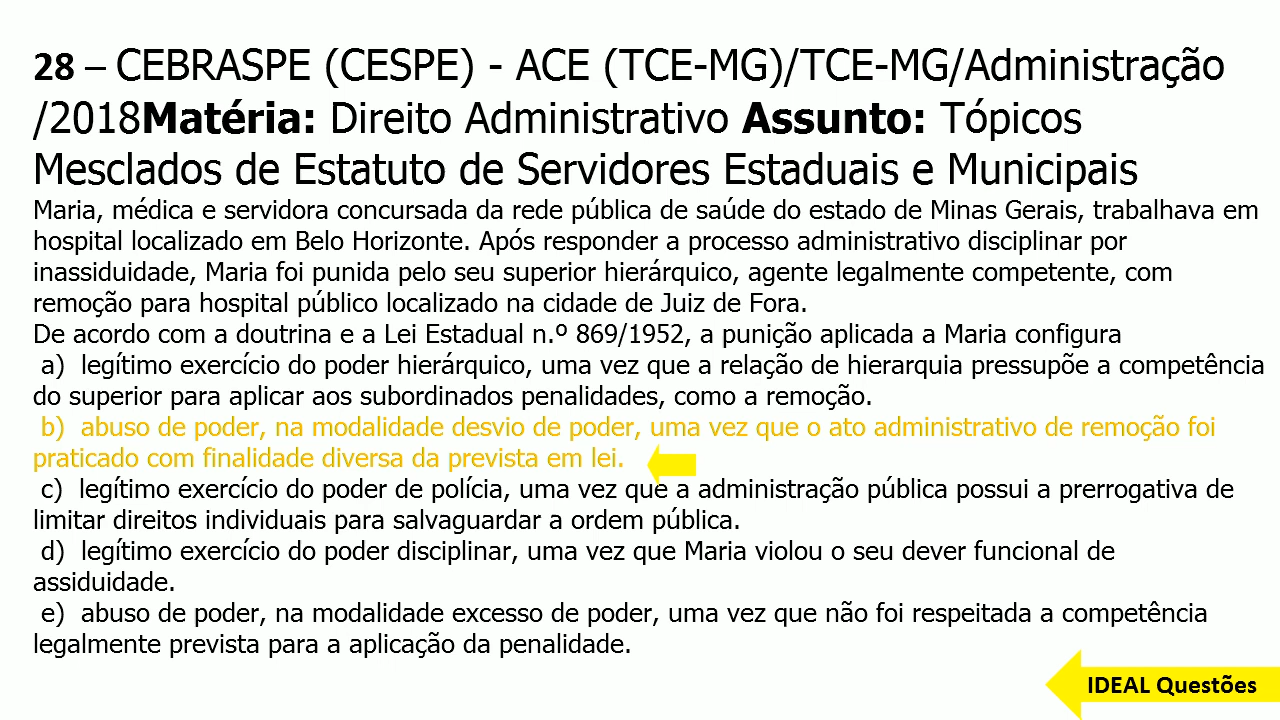 28 – CEBRASPE (CESPE) - ACE (TCE-MG)/TCE-MG/Administração
/2018Matéria: Direito Administrativo Assunto: Tópicos
Mesclados de Estatuto de Servidores Estaduais e Municipais
Maria, médica e servidora concursada da rede pública de saúde do estado de Minas Gerais, trabalhava em
hospital localizado em Belo Horizonte. Após responder a processo administrativo disciplinar por
inassiduidade, Maria foi punida pelo seu superior hierárquico, agente legalmente competente, com
remoção para hospital público localizado na cidade de Juiz de Fora.
De acordo com a doutrina e a Lei Estadual n.º 869/1952, a punição aplicada a Maria configura
a) legítimo exercício do poder hierárquico, uma vez que a relação de hierarquia pressupõe a competência
do superior para aplicar aos subordinados penalidades, como a remoção.
b) abuso de poder, na modalidade desvio de poder, uma vez que o ato administrativo de remoção foi
praticado com finalidade diversa da prevista em lei.
c) legítimo exercício do poder de polícia, uma vez que a administração pública possui a prerrogativa de
limitar direitos individuais para salvaguardar a ordem pública.
d) legítimo exercício do poder disciplinar, uma vez que Maria violou o seu dever funcional de
assiduidade.
e) abuso de poder, na modalidade excesso de poder, uma vez que não foi respeitada a competência
legalmente prevista para a aplicação da penalidade.
IDEAL Questões